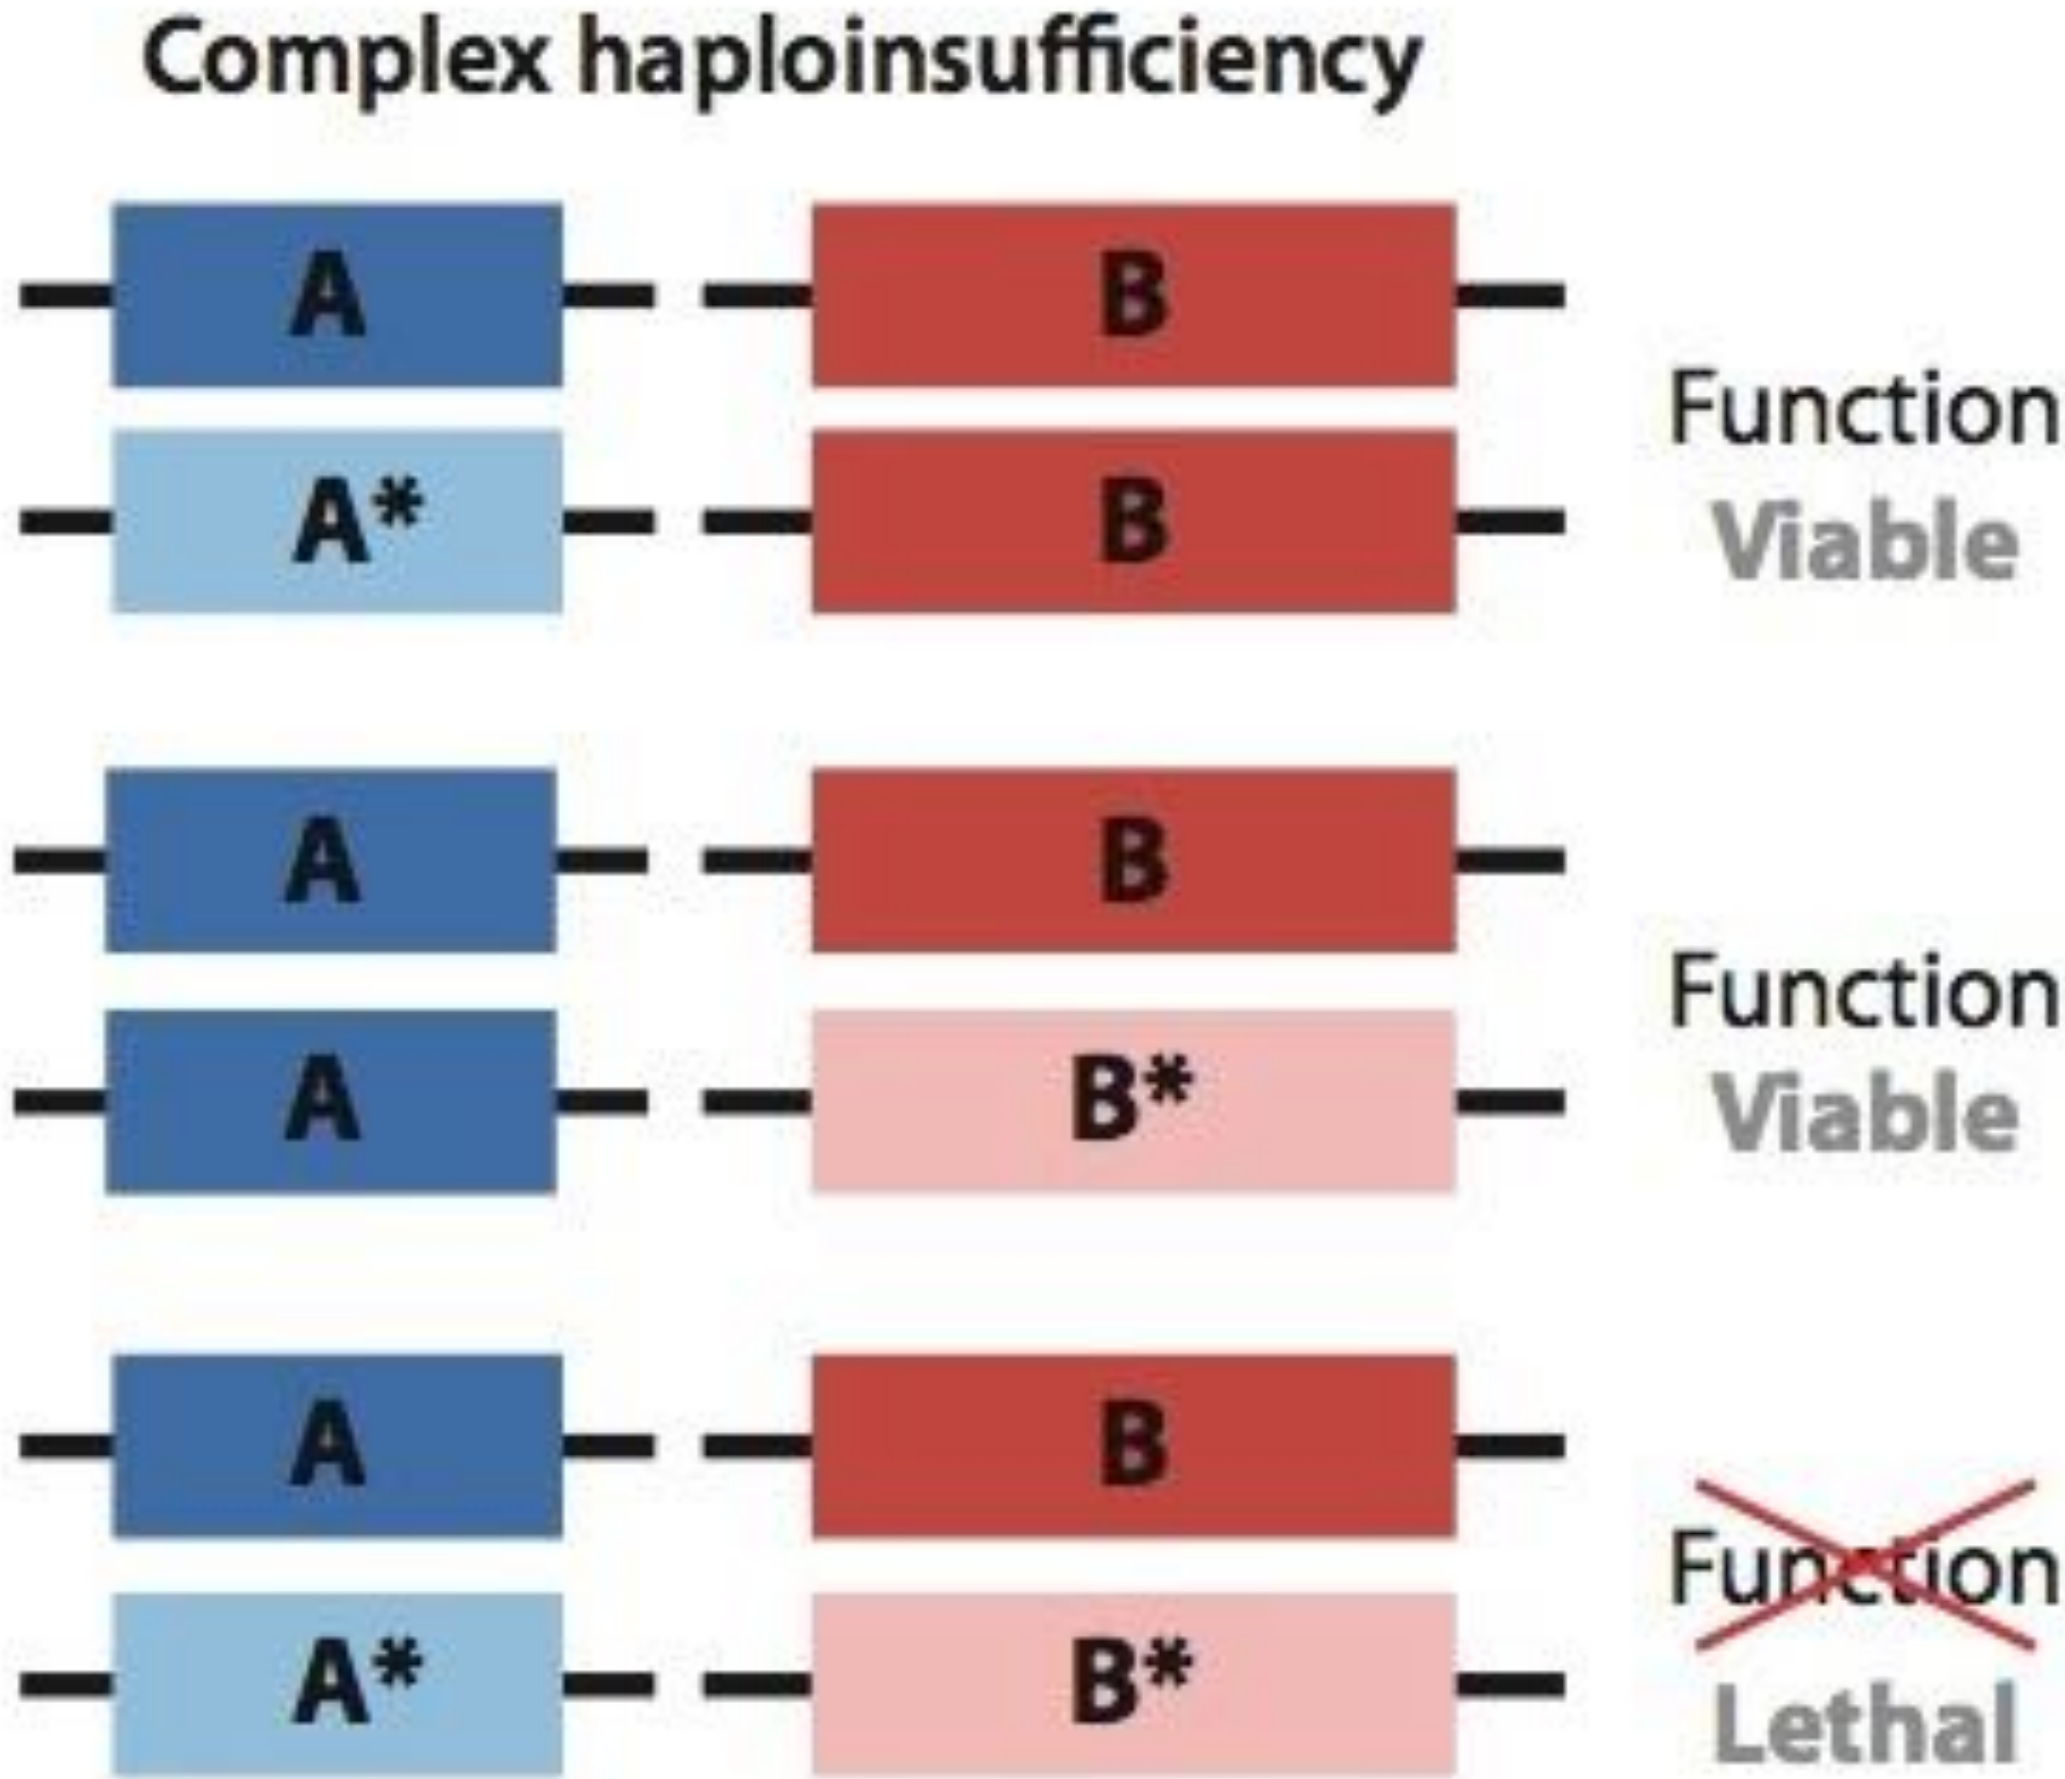 Complex haploinsufficiency
A B
A* B
Function
Viable
A B
A B*
Function
Viable
A B
A* B*
Function
Lethal